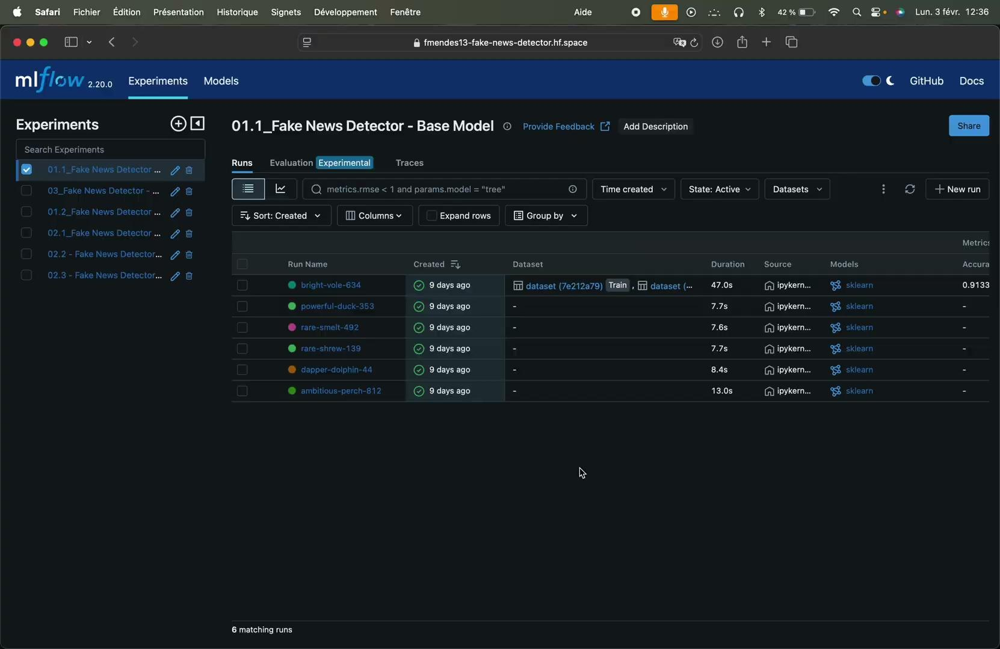 Safari Fichier Édition Présentation Historique Signets Développement Fenêtre Aide 42 % Lun. 3 févr. 12:36
fmendes13-fake-news-detector.hf.space
mlflow 2.20.0 Experiments Models GitHub Docs
Experiments
Search Experiments
01.1_Fake News Detector ...
03_Fake News Detector - ...
01.2_Fake News Detector ...
02.1_Fake News Detector ...
02.2 - Fake News Detector...
02.3 - Fake News Detector...
01.1_Fake News Detector - Base Model Provide Feedback Add Description Share
Runs Evaluation Experimental Traces
metrics.rmse < 1 and params.model = "tree" Time created State: Active Datasets New run
Sort: Created Columns Expand rows Group by
Metrics
Run Name Created Dataset Duration Source Models Accura
bright-vole-634 9 days ago dataset (7e212a79) Train , dataset (... 47.0s ipykern... sklearn 0.9133
powerful-duck-353 9 days ago - 7.7s ipykern... sklearn -
rare-smelt-492 9 days ago - 7.6s ipykern... sklearn -
rare-shrew-139 9 days ago - 7.7s ipykern... sklearn -
dapper-dolphin-44 9 days ago - 8.4s ipykern... sklearn -
ambitious-perch-812 9 days ago - 13.0s ipykern... sklearn -
6 matching runs